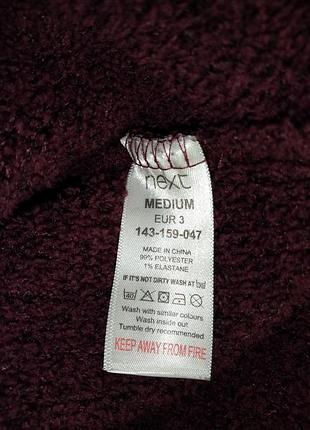 next
MEDIUM
EUR 3
143-159-047
MADE IN CHINA
99% POLYESTER
1% ELASTANE
IF IT'S NOT DIRTY WASH AT
40
Wash with similar colours
Wash inside out
Tumble dry recommended
KEEP AWAY FROM FIRE